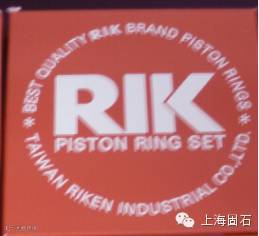 ★ BEST QUALITY RIK BRAND PISTON RINGS ★
RIK
PISTON RING SET
TAIWAN RIKEN INDUSTRIAL CO.,LTD.
上海固石